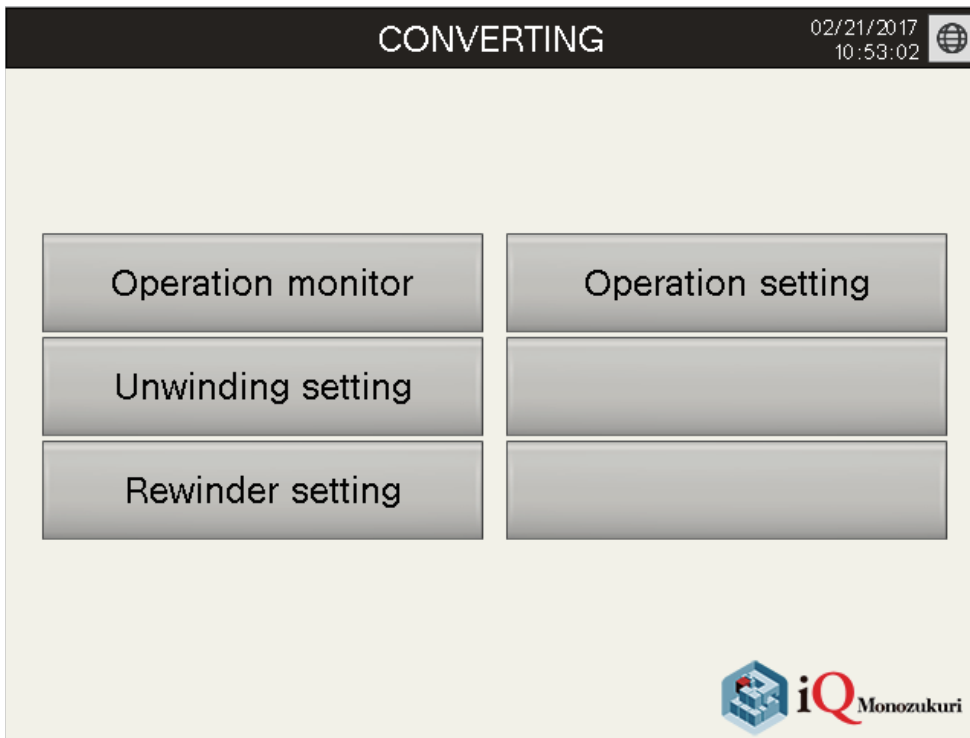 CONVERTING
02/21/2017
10:53:02
Operation monitor
Operation setting
Unwinding setting
Rewinder setting
iQ Monozukuri